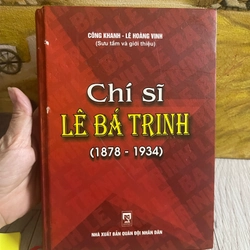 CÔNG KHANH - LÊ HOÀNG VINH
(Sưu tầm và giới thiệu)
Chí sĩ
LÊ BÁ TRINH
(1878 - 1934)
NHÀ XUẤT BẢN QUÂN ĐỘI NHÂN DÂN